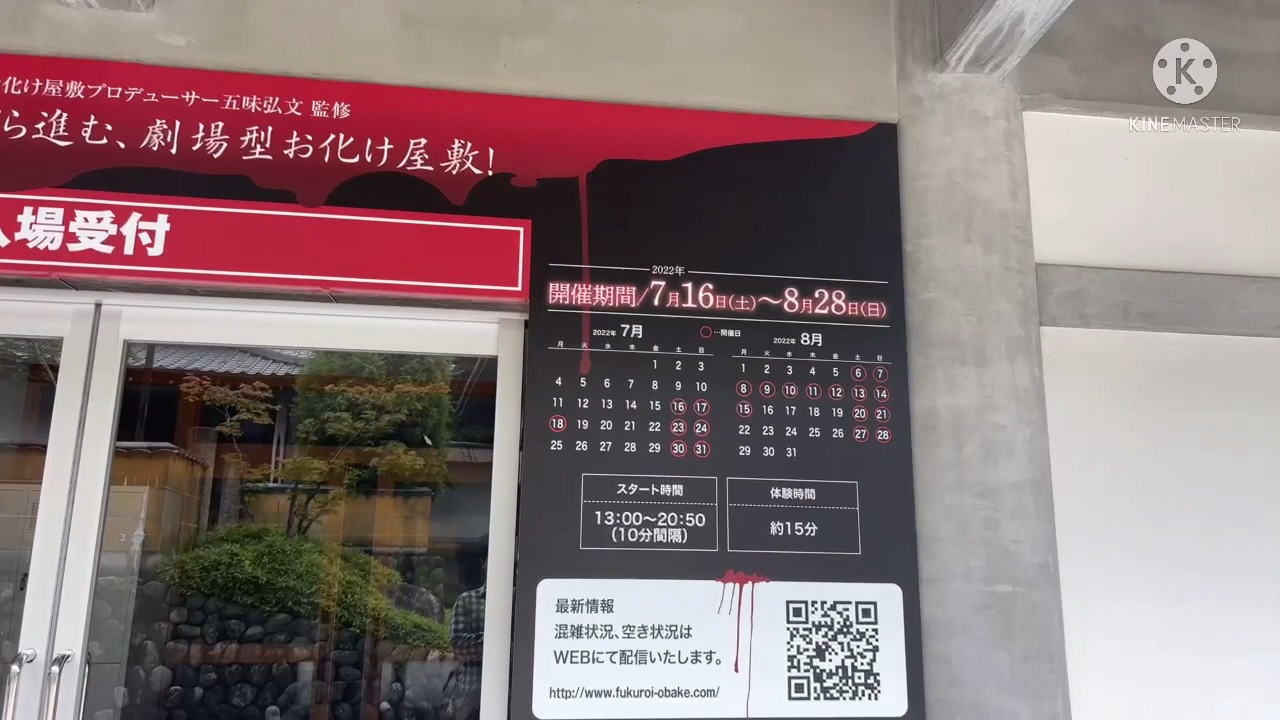 化け屋敷プロデューサー五味弘文 監修
ら進む、劇場型お化け屋敷!
入場受付
2022年
開催期間/7月16日(土)～8月28日(日)
2022年 7月
○…開催日
2022年 8月
月 火 水 木 金 土 日
1 2 3
4 5 6 7 8 9 10
11 12 13 14 15 16 17
18 19 20 21 22 23 24
25 26 27 28 29 30 31
月 火 水 木 金 土 日
1 2 3 4 5 6 7
8 9 10 11 12 13 14
15 16 17 18 19 20 21
22 23 24 25 26 27 28
29 30 31
スタート時間
13:00～20:50
(10分間隔)
体験時間
約15分
最新情報
混雑状況、空き状況は
WEBにて配信いたします。
http://www.fukuroi-obake.com/
K
KINEMASTER